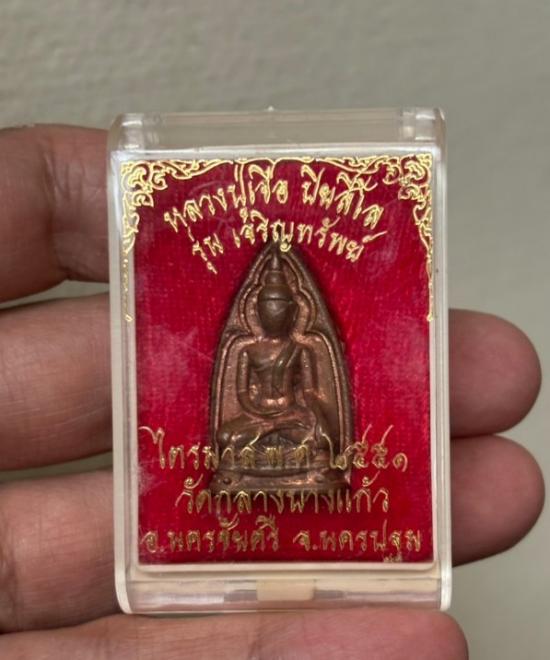 หลวงปู่เจือ ปิยสีโล
รุ่น เจริญทรัพย์
ไตรมาส พ.ศ. ๒๕๕๑
วัดกลางบางแก้ว
อ.นครชัยศรี จ.นครปฐม